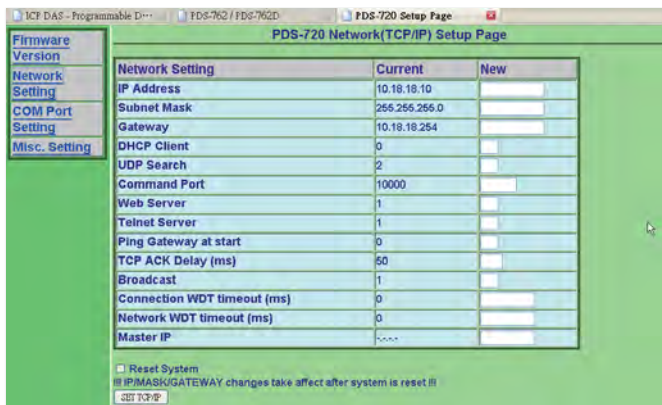 ICP DAS - Programmable D··· PDS-762 / PDS-762D PDS-720 Setup Page
Firmware Version
Network Setting
COM Port Setting
Misc. Setting
PDS-720 Network(TCP/IP) Setup Page
Network Setting Current New
IP Address 10.18.18.10
Subnet Mask 255.255.255.0
Gateway 10.18.18.254
DHCP Client 0
UDP Search 2
Command Port 10000
Web Server 1
Telnet Server 1
Ping Gateway at start 0
TCP ACK Delay (ms) 50
Broadcast 1
Connection WDT timeout (ms) 0
Network WDT timeout (ms) 0
Master IP -.-.-.-
Reset System
!!! IP/MASK/GATEWAY changes take affect after system is reset !!!
SET TCP/IP